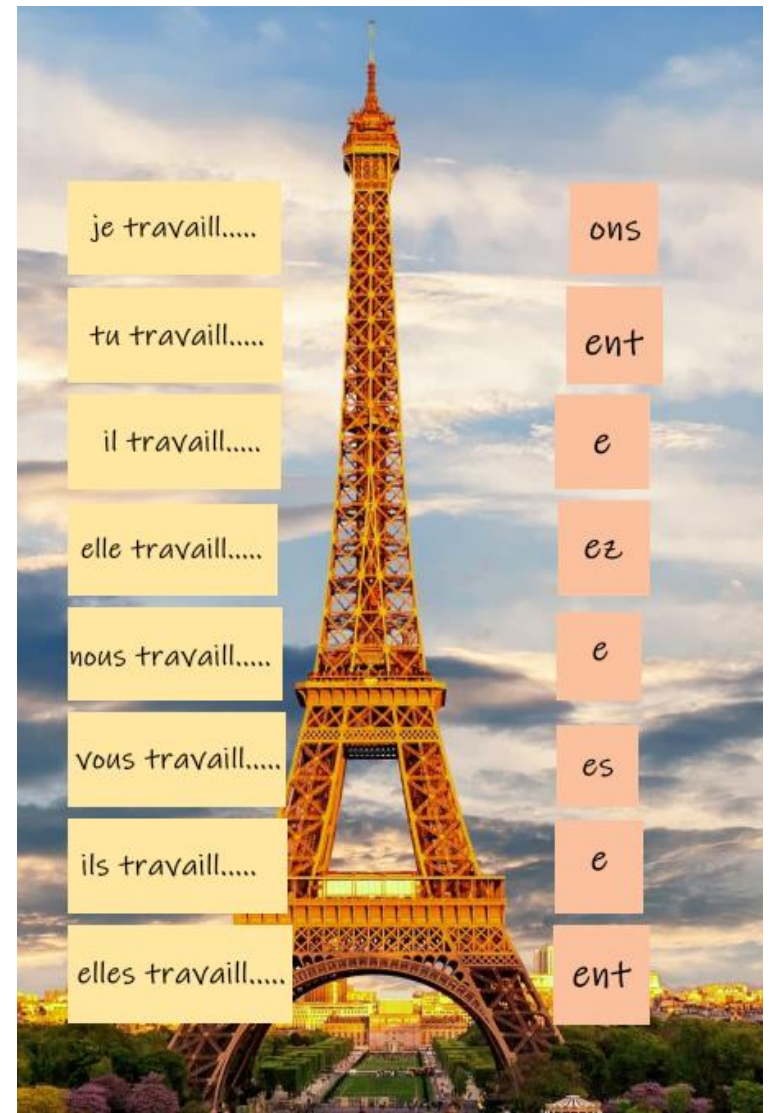 je travaill.....
ons
tu travaill.....
ent
il travaill.....
e
elle travaill.....
ez
nous travaill.....
e
vous travaill.....
es
ils travaill.....
e
elles travaill.....
ent